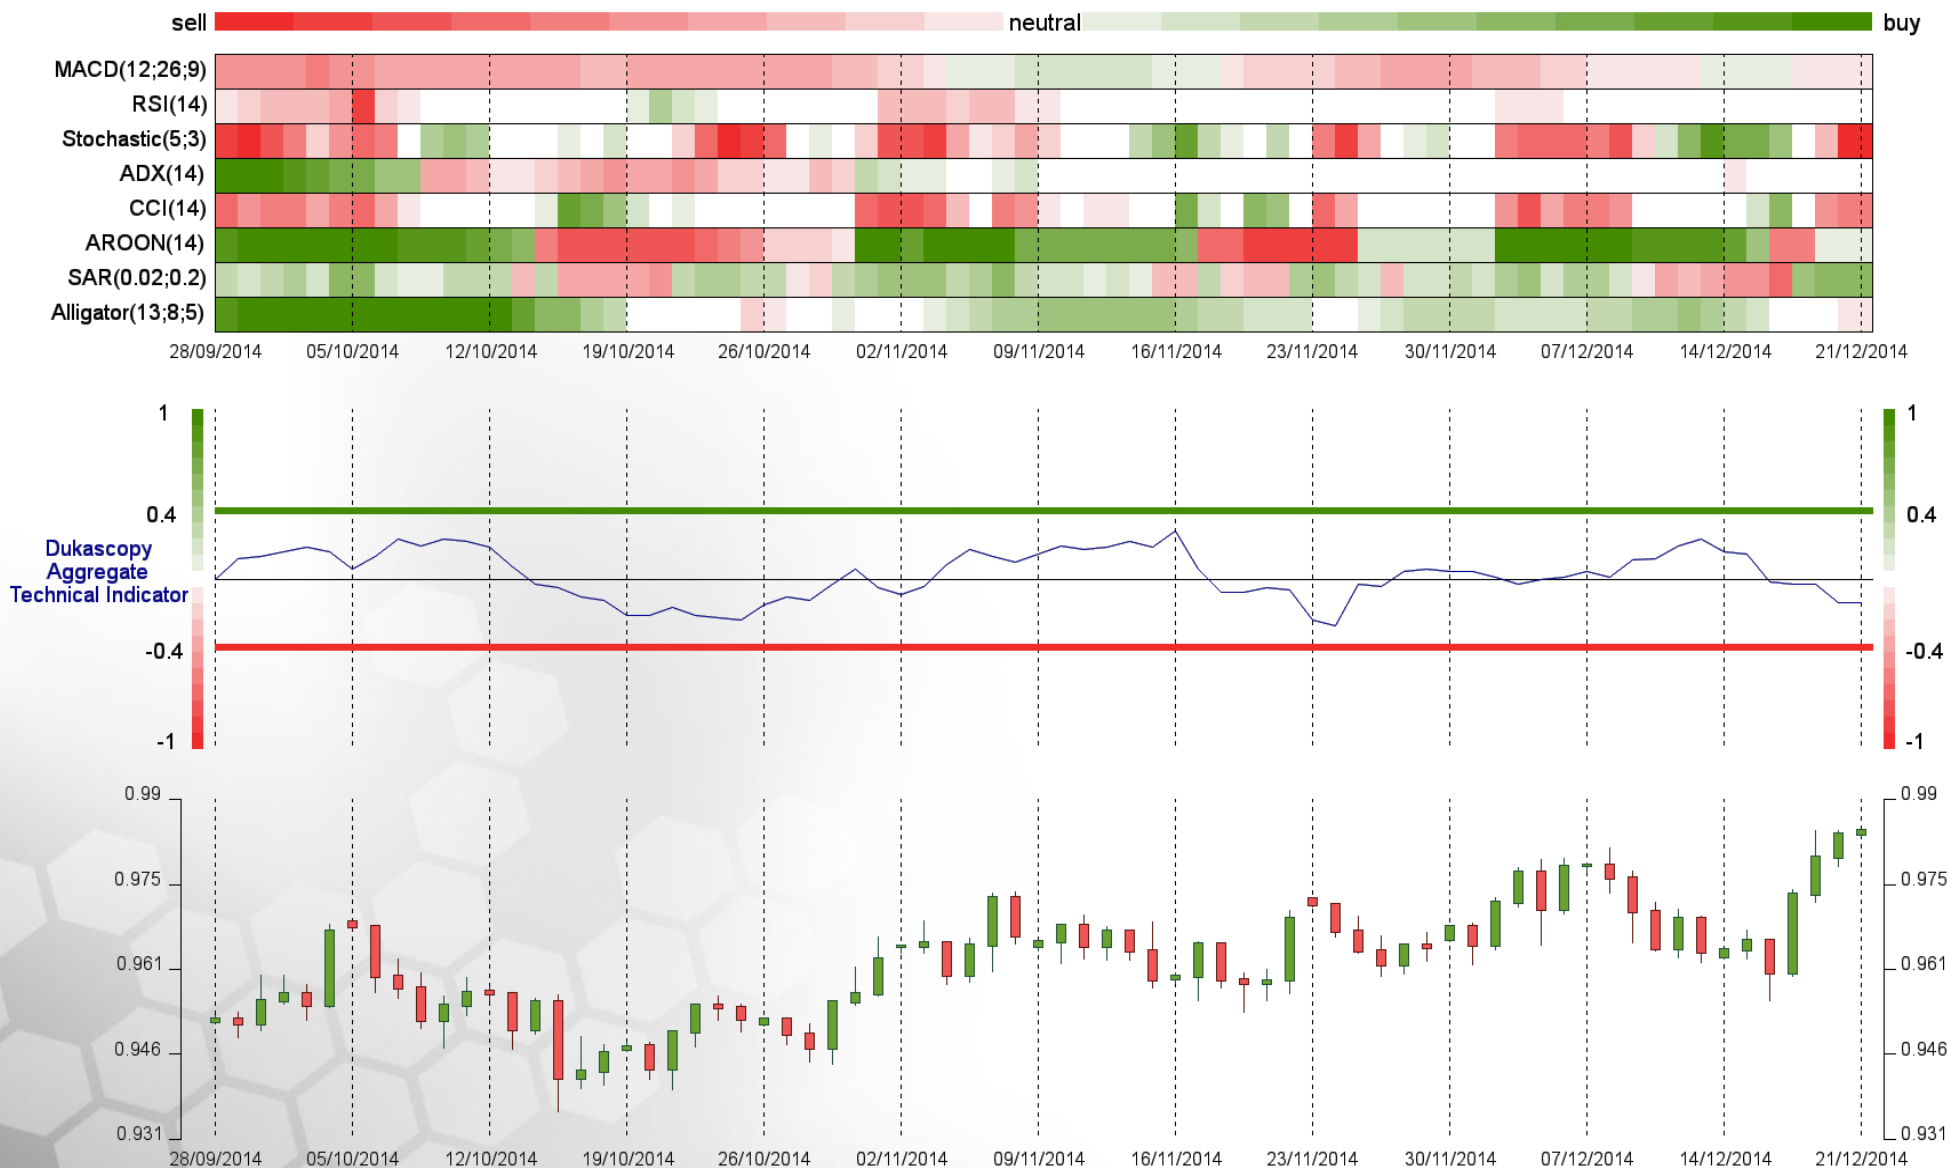 sell neutral buy
MACD(12;26;9)
RSI(14)
Stochastic(5;3)
ADX(14)
CCI(14)
AROON(14)
SAR(0.02;0.2)
Alligator(13;8;5)
28/09/2014 05/10/2014 12/10/2014 19/10/2014 26/10/2014 02/11/2014 09/11/2014 16/11/2014 23/11/2014 30/11/2014 07/12/2014 14/12/2014 21/12/2014
1 1
0.4 0.4
Dukascopy
Aggregate
Technical Indicator
-0.4 -0.4
-1 -1
0.99 0.99
0.975 0.975
0.961 0.961
0.946 0.946
0.931 0.931
28/09/2014 05/10/2014 12/10/2014 19/10/2014 26/10/2014 02/11/2014 09/11/2014 16/11/2014 23/11/2014 30/11/2014 07/12/2014 14/12/2014 21/12/2014